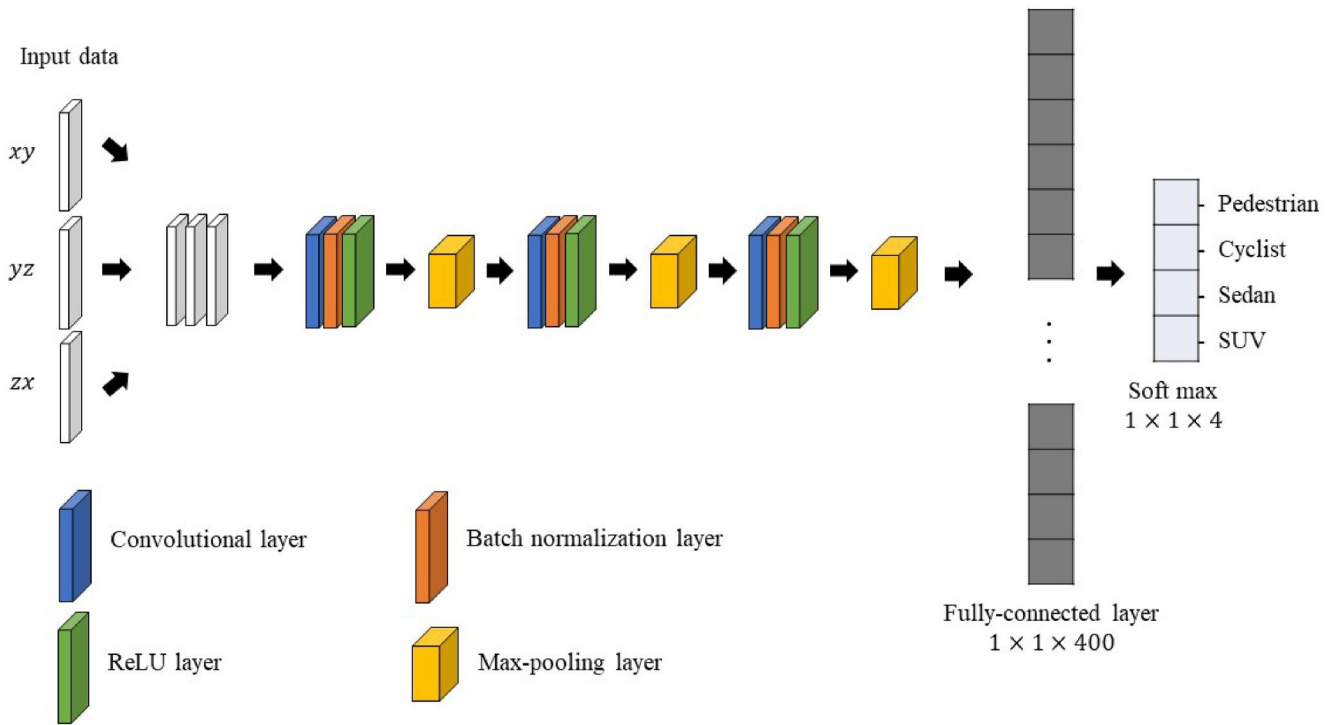 Input data
xy
yz
zx
Pedestrian
Cyclist
Sedan
SUV
Soft max
1 × 1 × 4
Convolutional layer
Batch normalization layer
ReLU layer
Max-pooling layer
Fully-connected layer
1 × 1 × 400